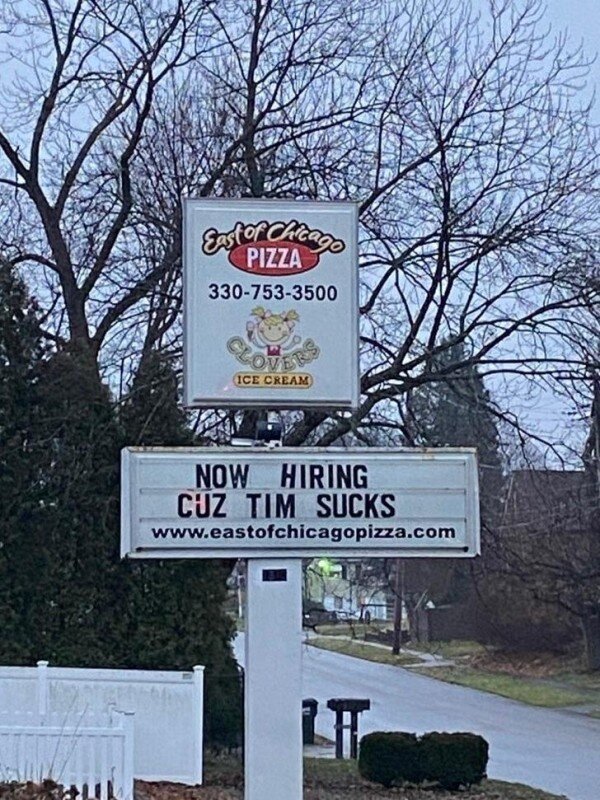 East of Chicago
PIZZA
330-753-3500
CLOVERS
ICE CREAM
NOW HIRING
CUZ TIM SUCKS
www.eastofchicagopizza.com